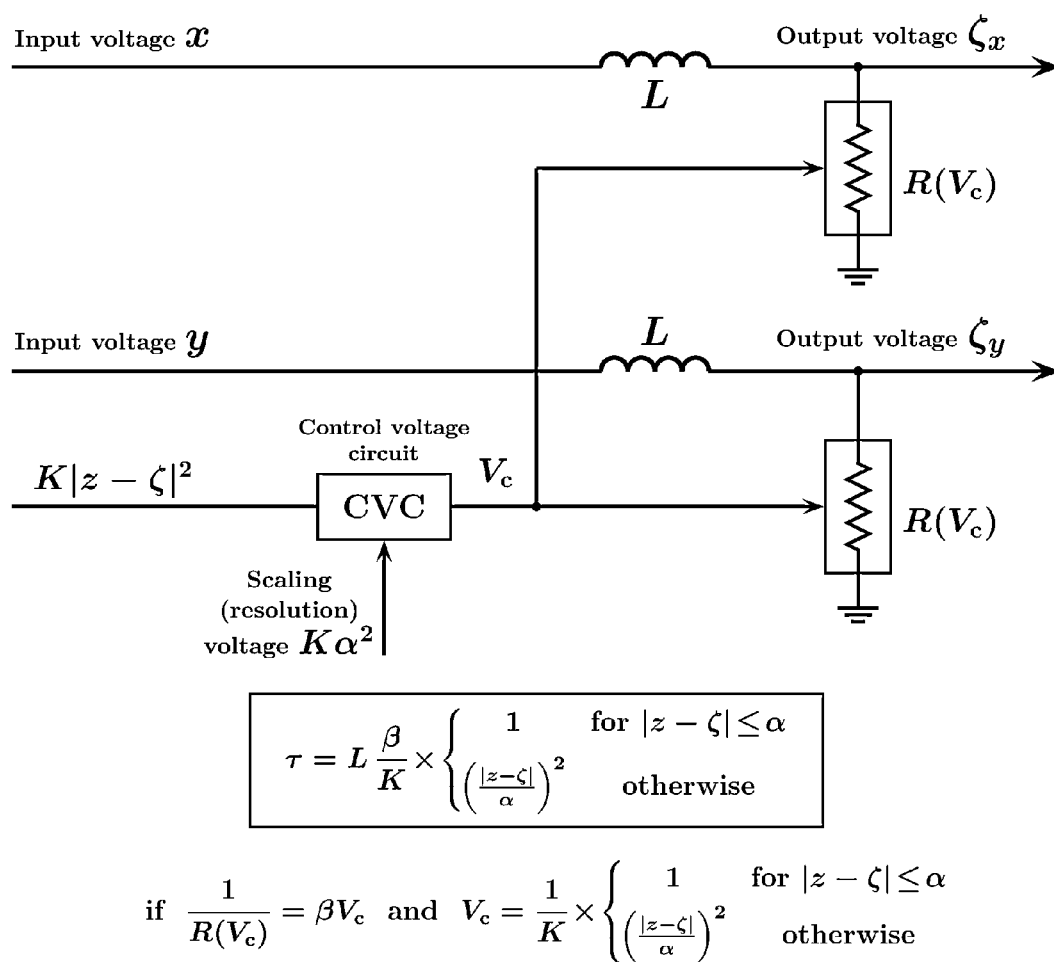 Input voltage x
Output voltage ζₓ
L
R(V_c)
Input voltage y
L
Output voltage ζ_y
Control voltage
circuit
K|z − ζ|²
CVC
V_c
R(V_c)
Scaling
(resolution)
voltage Kα²
τ = L β/K × { 1 for |z − ζ| ≤ α
(|z−ζ|/α)² otherwise
if 1/R(V_c) = βV_c and V_c = 1/K × { 1 for |z − ζ| ≤ α
(|z−ζ|/α)² otherwise